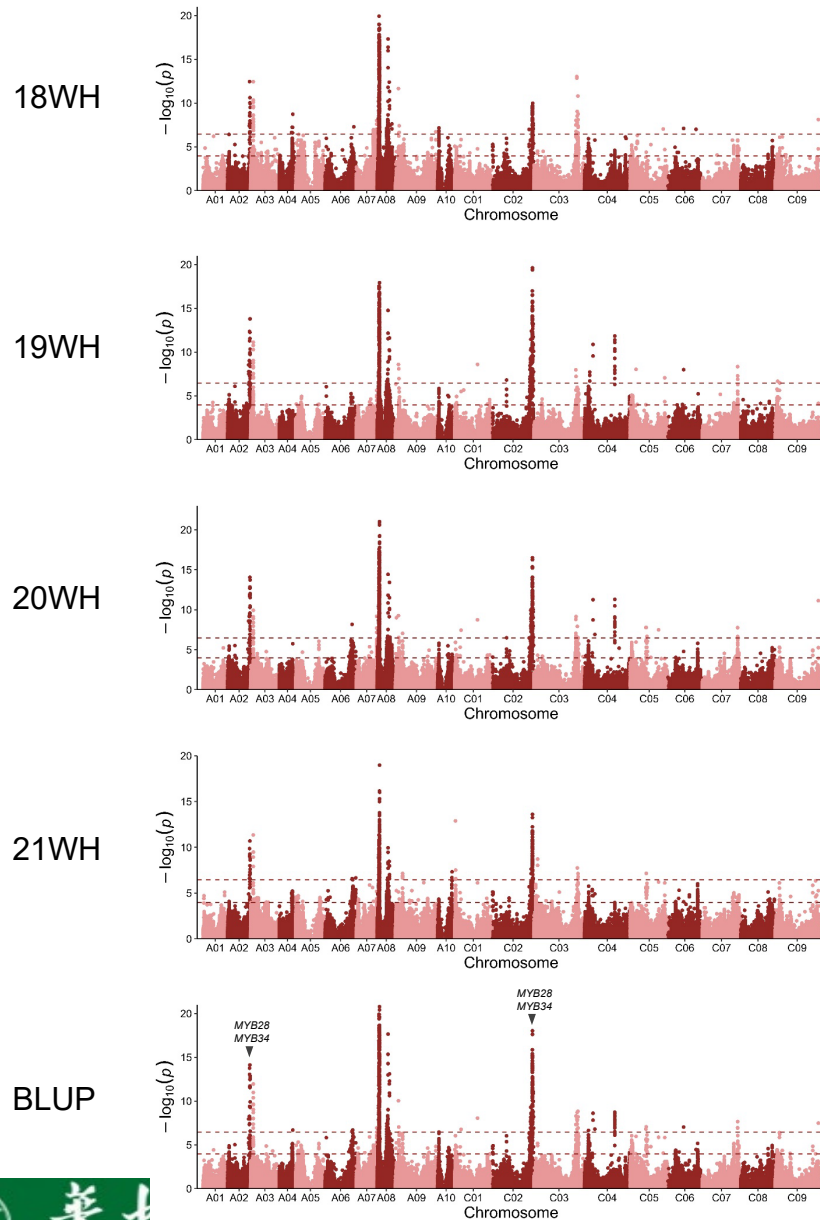 18WH
− log₁₀(p)
20
15
10
5
0
A01 A02 A03 A04 A05 A06 A07 A08 A09 A10 C01 C02 C03 C04 C05 C06 C07 C08 C09
Chromosome
19WH
− log₁₀(p)
20
15
10
5
0
A01 A02 A03 A04 A05 A06 A07 A08 A09 A10 C01 C02 C03 C04 C05 C06 C07 C08 C09
Chromosome
20WH
− log₁₀(p)
20
15
10
5
0
A01 A02 A03 A04 A05 A06 A07 A08 A09 A10 C01 C02 C03 C04 C05 C06 C07 C08 C09
Chromosome
21WH
− log₁₀(p)
20
15
10
5
0
A01 A02 A03 A04 A05 A06 A07 A08 A09 A10 C01 C02 C03 C04 C05 C06 C07 C08 C09
Chromosome
BLUP
− log₁₀(p)
MYB28
MYB34
MYB28
MYB34
20
15
10
5
0
A01 A02 A03 A04 A05 A06 A07 A08 A09 A10 C01 C02 C03 C04 C05 C06 C07 C08 C09
Chromosome